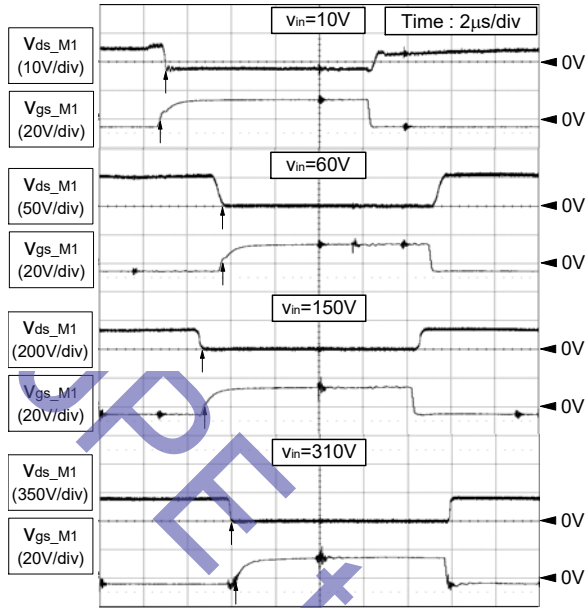 vin=10V
Time : 2μs/div
Vds_M1
(10V/div)
0V
Vgs_M1
(20V/div)
0V
vin=60V
Vds_M1
(50V/div)
0V
Vgs_M1
(20V/div)
0V
vin=150V
Vds_M1
(200V/div)
0V
Vgs_M1
(20V/div)
0V
vin=310V
Vds_M1
(350V/div)
0V
Vgs_M1
(20V/div)
0V